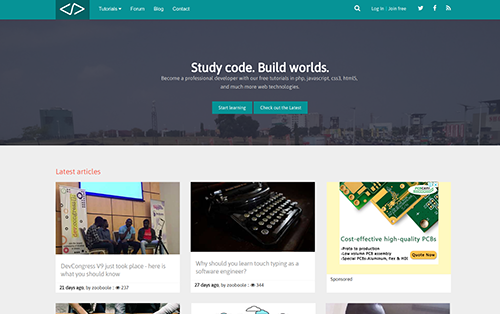 </> Tutorials Forum Blog Contact Log in | Join free
Study code. Build worlds.
Become a professional developer with our free tutorials in php, javascript, css3, html5,
and much more web technologies.
Start learning Check out the Latest
Latest articles
Cost-effective high-quality PCBs
-Proto to production
-Low volume PCB assembly
-Special PCBs:Aluminum, Flex & HDI
Quote Now
DevCongress V9 just took place - here is
what you should know
21 days ago, by zooboole | 237
Why should you learn touch typing as a
software engineer?
27 days ago, by zooboole | 344
Sponsored